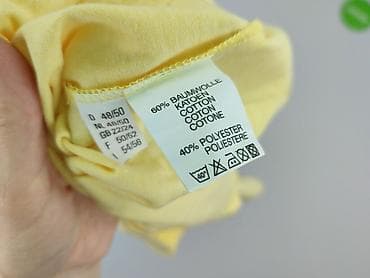 D 48/50
NL 48/50
GB 22/24
F 50/52
I 54/56
60% BAUMWOLLE
KATOEN
COTTON
COTON
COTONE
40% POLYESTER
POLIESTERE
40°